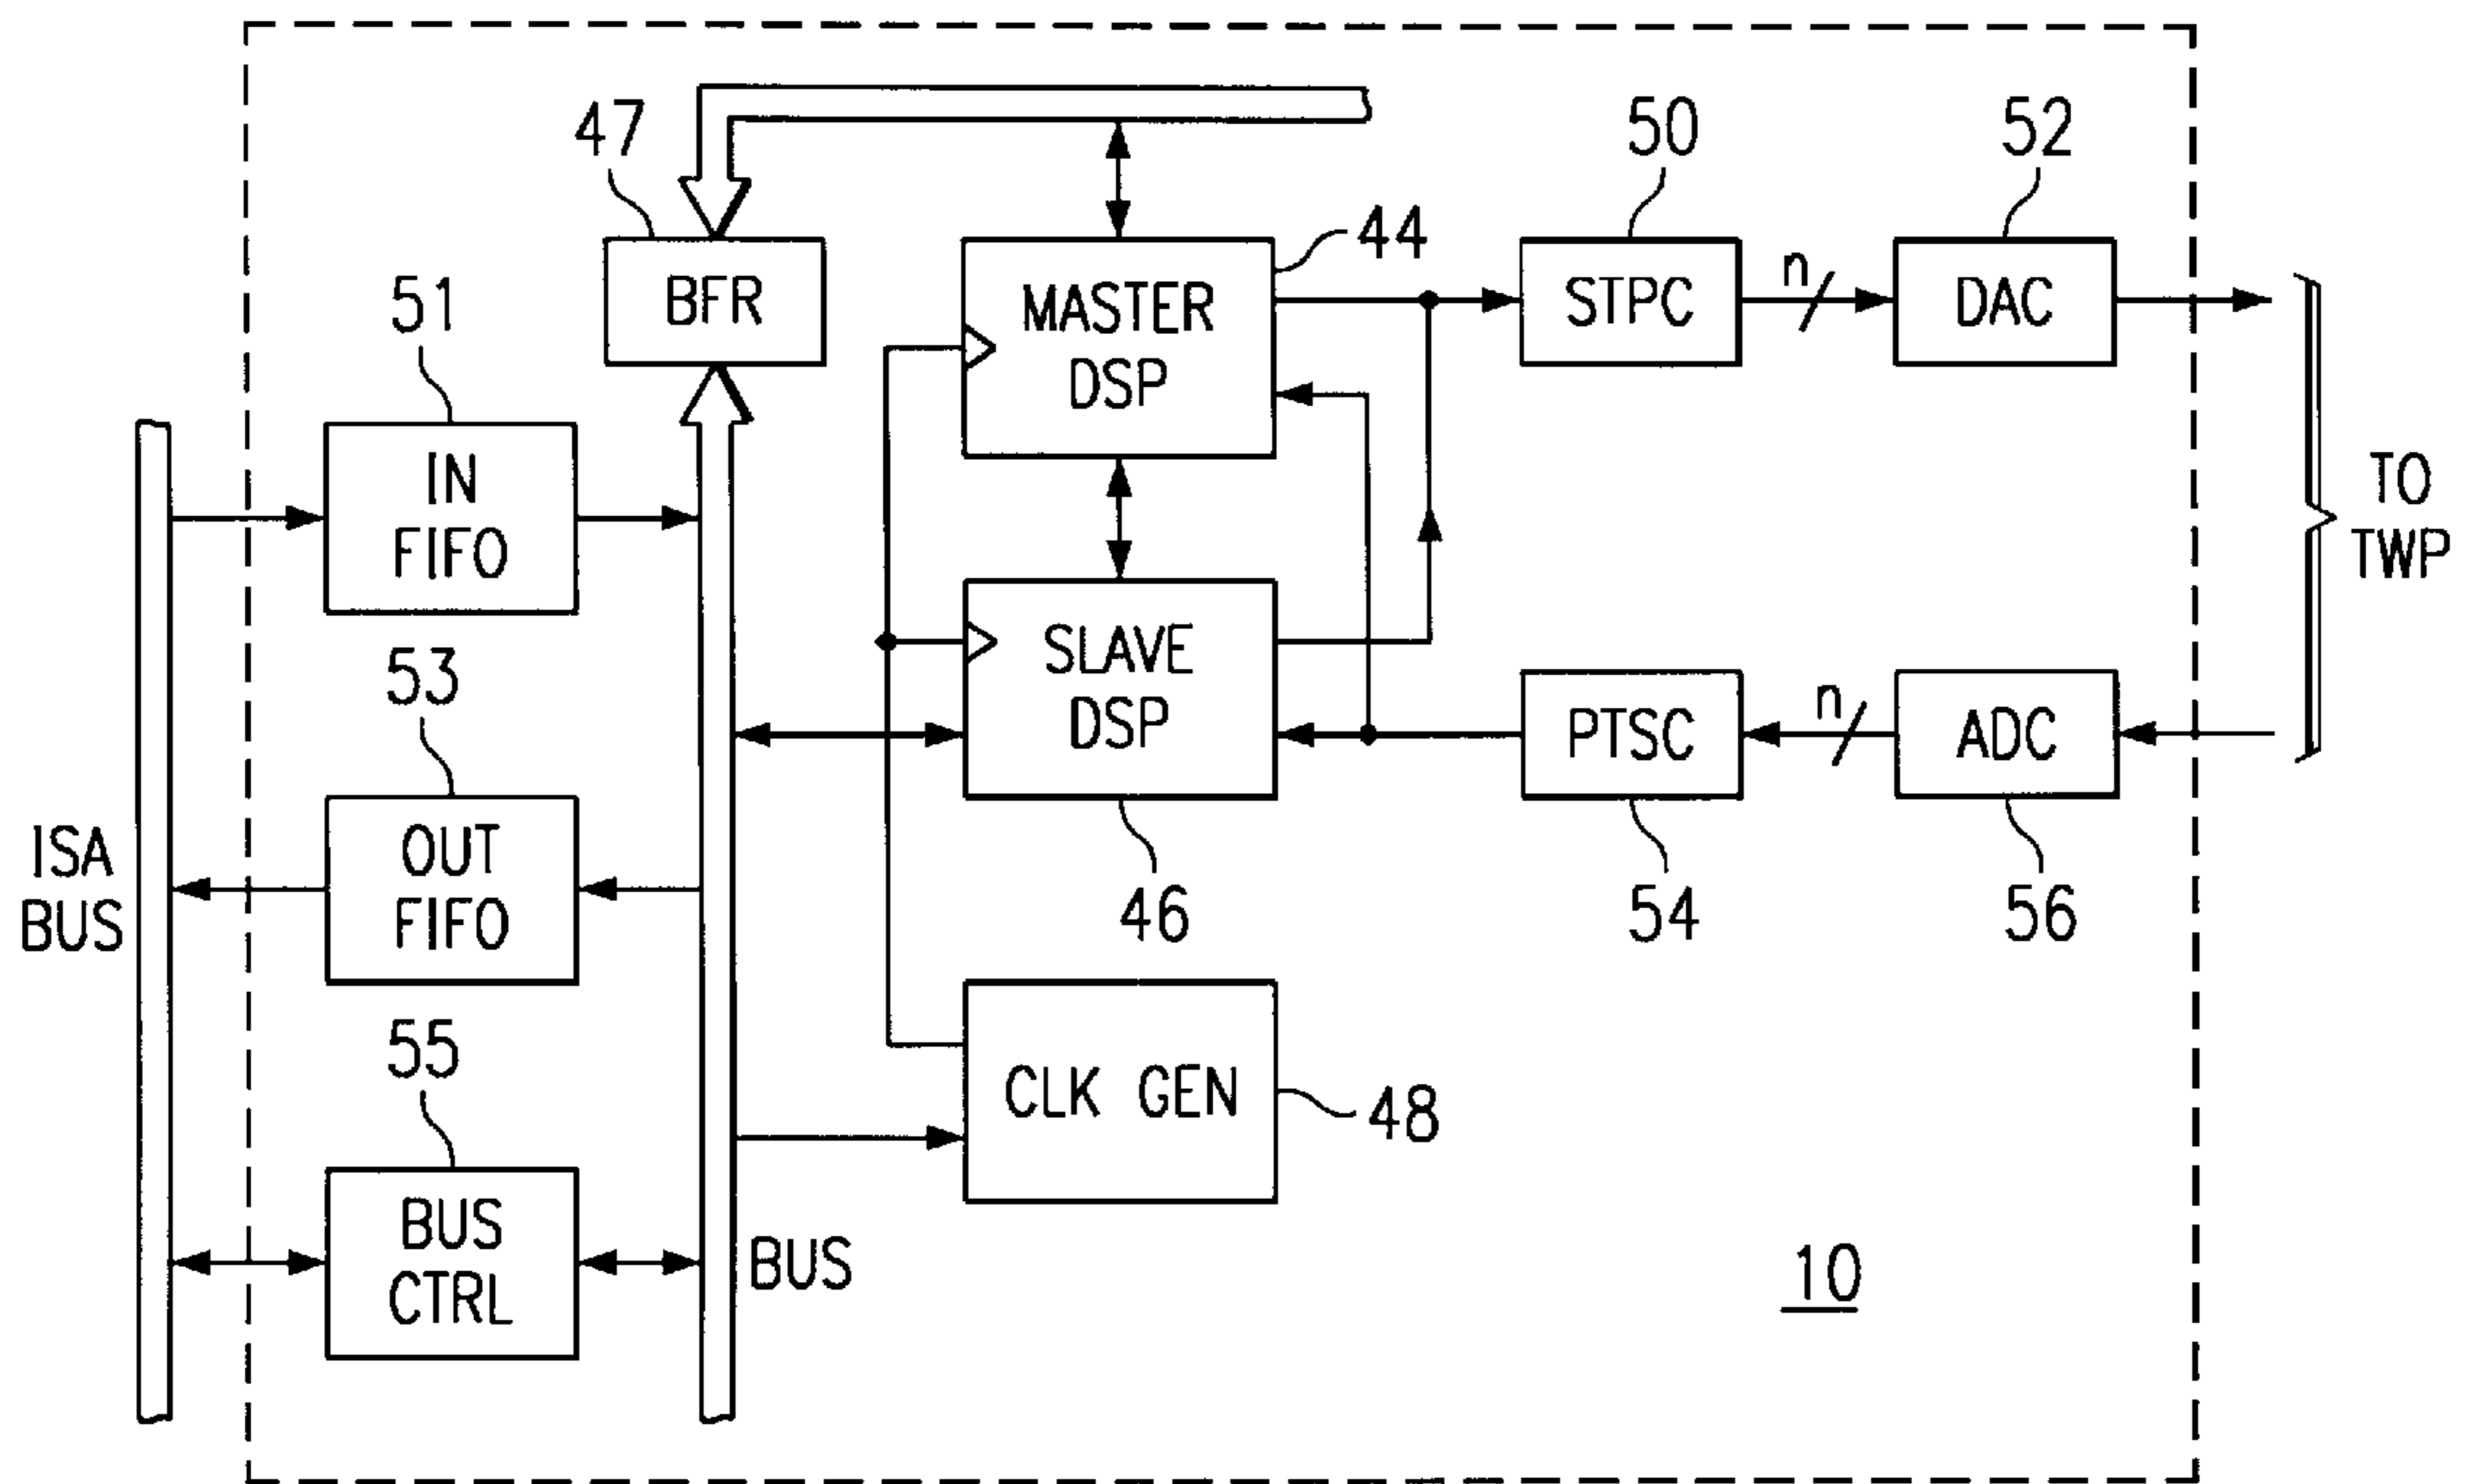 47
50
52
44
51
BFR
MASTER
DSP
STPC
n
DAC
IN
FIFO
TO
TWP
53
SLAVE
DSP
PTSC
n
ADC
ISA
BUS
OUT
FIFO
46
54
56
55
CLK GEN
48
BUS
CTRL
BUS
10